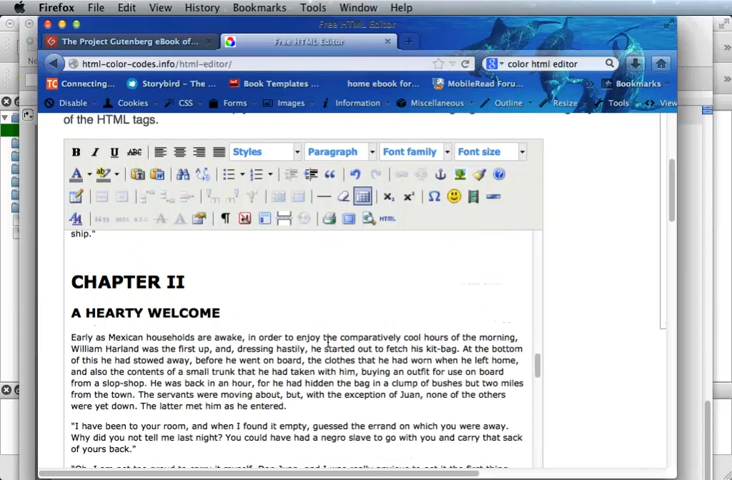 Firefox File Edit View History Bookmarks Tools Window Help
Free HTML Editor
The Project Gutenberg eBook of... × Free HTML Editor × +
html-color-codes.info/html-editor/ color html editor
Connecting... Storybird – The ... Book Templates ... home ebook for... MobileRead Foru... Bookmarks
Disable Cookies CSS Forms Images Information Miscellaneous Outline Resize Tools View
of the HTML tags.
B I U ABC Styles Paragraph Font family Font size
HTML
ship."
CHAPTER II
A HEARTY WELCOME
Early as Mexican households are awake, in order to enjoy the comparatively cool hours of the morning,
William Harland was the first up, and, dressing hastily, he started out to fetch his kit-bag. At the bottom
of this he had stowed away, before he went on board, the clothes that he had worn when he left home,
and also the contents of a small trunk that he had taken with him, buying an outfit for use on board
from a slop-shop. He was back in an hour, for he had hidden the bag in a clump of bushes but two miles
from the town. The servants were moving about, but, with the exception of Juan, none of the others
were yet down. The latter met him as he entered.
"I have been to your room, and when I found it empty, guessed the errand on which you were away.
Why did you not tell me last night? You could have had a negro slave to go with you and carry that sack
of yours back."